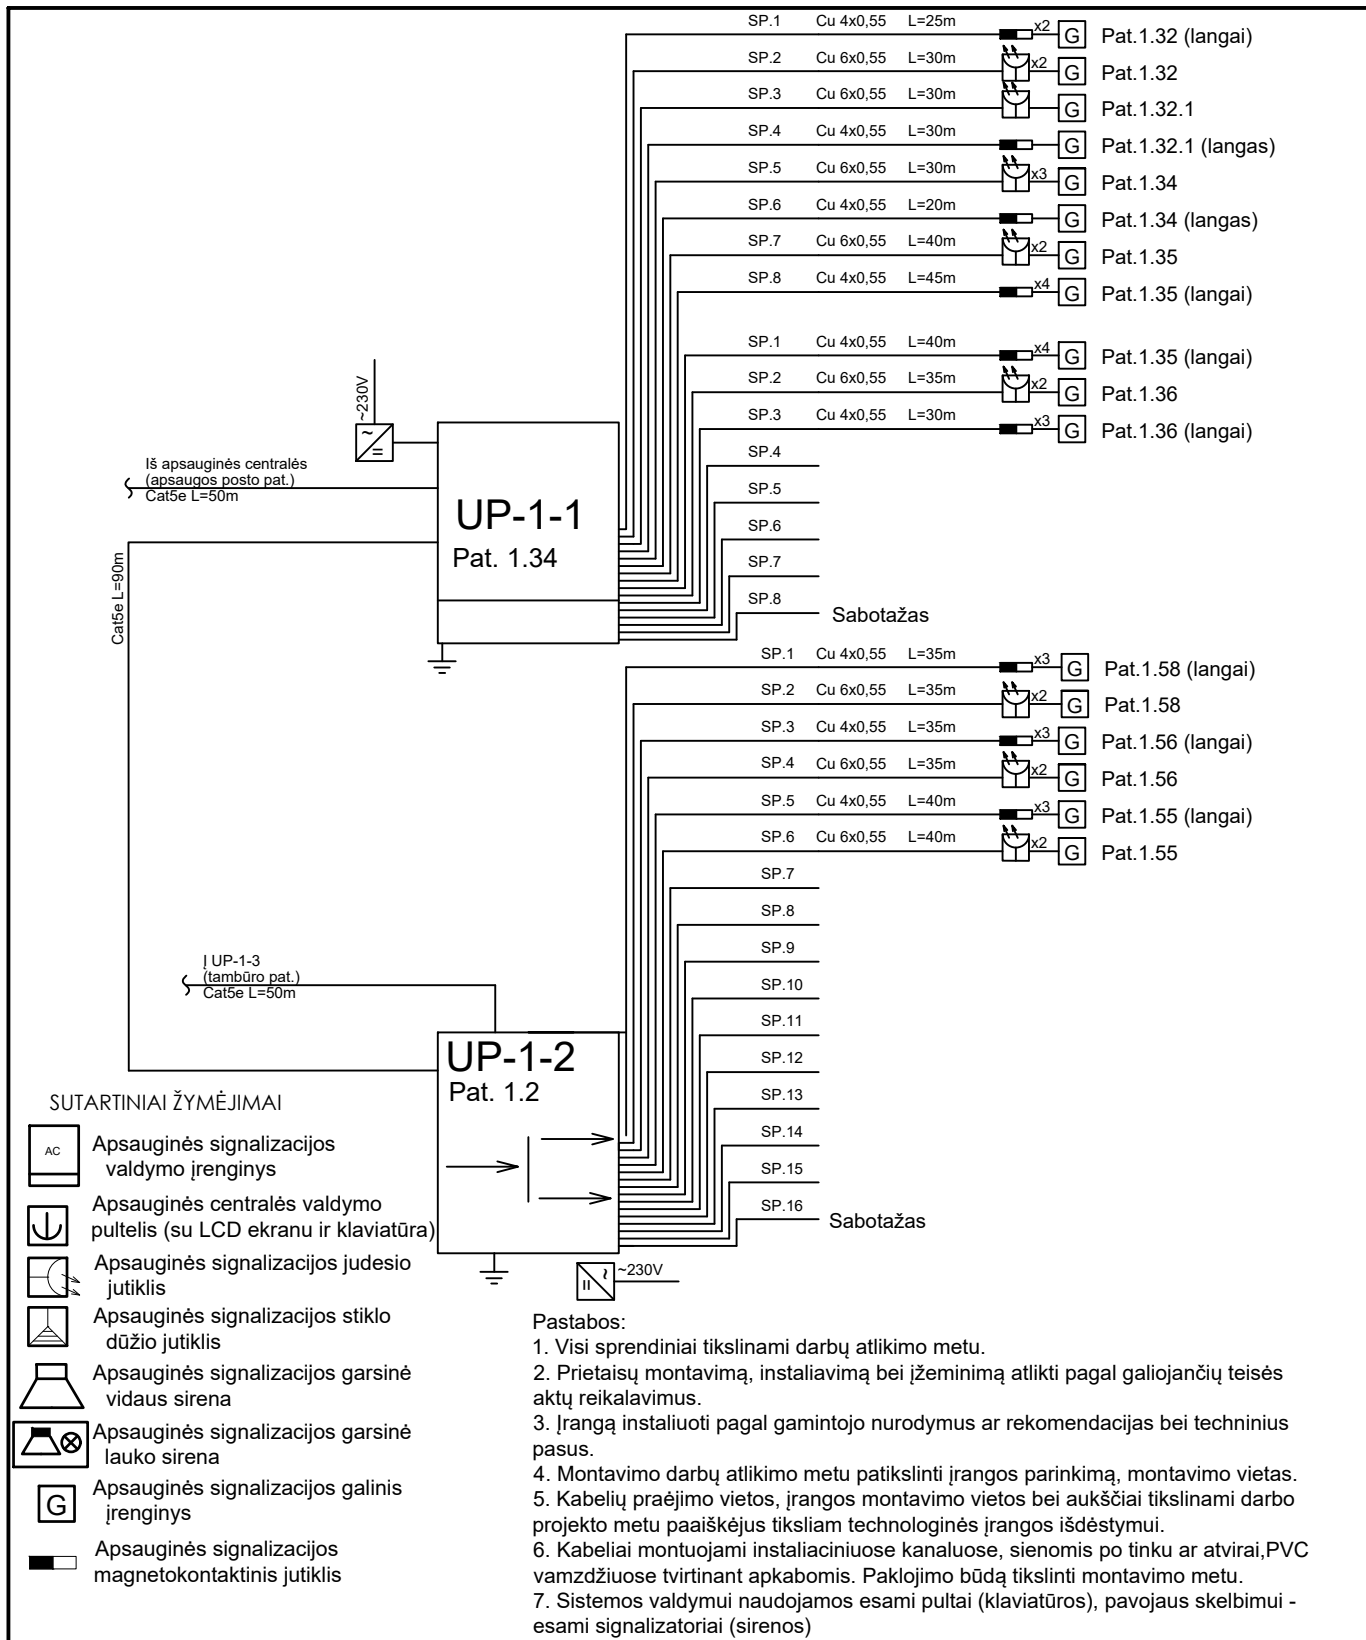 SP.1 Cu 4x0,55 L=25m x2 G Pat.1.32 (langai)
SP.2 Cu 6x0,55 L=30m x2 G Pat.1.32
SP.3 Cu 6x0,55 L=30m G Pat.1.32.1
SP.4 Cu 4x0,55 L=30m G Pat.1.32.1 (langas)
SP.5 Cu 6x0,55 L=30m x3 G Pat.1.34
SP.6 Cu 4x0,55 L=20m G Pat.1.34 (langas)
SP.7 Cu 6x0,55 L=40m x2 G Pat.1.35
SP.8 Cu 4x0,55 L=45m x4 G Pat.1.35 (langai)
SP.1 Cu 4x0,55 L=40m x4 G Pat.1.35 (langai)
SP.2 Cu 6x0,55 L=35m x2 G Pat.1.36
SP.3 Cu 4x0,55 L=30m x3 G Pat.1.36 (langai)
SP.4
SP.5
SP.6
SP.7
SP.8 Sabotažas
~230V
~
=
Iš apsauginės centralės
(apsaugos posto pat.)
Cat5e L=50m
UP-1-1
Pat. 1.34
Cat5e L=90m
SP.1 Cu 4x0,55 L=35m x3 G Pat.1.58 (langai)
SP.2 Cu 6x0,55 L=35m x2 G Pat.1.58
SP.3 Cu 4x0,55 L=35m x3 G Pat.1.56 (langai)
SP.4 Cu 6x0,55 L=35m x2 G Pat.1.56
SP.5 Cu 4x0,55 L=40m x3 G Pat.1.55 (langai)
SP.6 Cu 6x0,55 L=40m x2 G Pat.1.55
SP.7
SP.8
SP.9
SP.10
SP.11
SP.12
SP.13
SP.14
SP.15
SP.16 Sabotažas
Į UP-1-3
(tambūro pat.)
Cat5e L=50m
UP-1-2
Pat. 1.2
=
~
~230V
SUTARTINIAI ŽYMĖJIMAI
AC
Apsauginės signalizacijos
valdymo įrenginys
Apsauginės centralės valdymo
pultelis (su LCD ekranu ir klaviatūra)
Apsauginės signalizacijos judesio
jutiklis
Apsauginės signalizacijos stiklo
dūžio jutiklis
Apsauginės signalizacijos garsinė
vidaus sirena
Apsauginės signalizacijos garsinė
lauko sirena
G
Apsauginės signalizacijos galinis
įrenginys
Apsauginės signalizacijos
magnetokontaktinis jutiklis
Pastabos:
1. Visi sprendiniai tikslinami darbų atlikimo metu.
2. Prietaisų montavimą, instaliavimą bei įžeminimą atlikti pagal galiojančių teisės
aktų reikalavimus.
3. Įrangą instaliuoti pagal gamintojo nurodymus ar rekomendacijas bei techninius
pasus.
4. Montavimo darbų atlikimo metu patikslinti įrangos parinkimą, montavimo vietas.
5. Kabelių praėjimo vietos, įrangos montavimo vietos bei aukščiai tikslinami darbo
projekto metu paaiškėjus tiksliam technologinės įrangos išdėstymui.
6. Kabeliai montuojami instaliaciniuose kanaluose, sienomis po tinku ar atvirai,PVC
vamzdžiuose tvirtinant apkabomis. Paklojimo būdą tikslinti montavimo metu.
7. Sistemos valdymui naudojamos esami pultai (klaviatūros), pavojaus skelbimui -
esami signalizatoriai (sirenos)